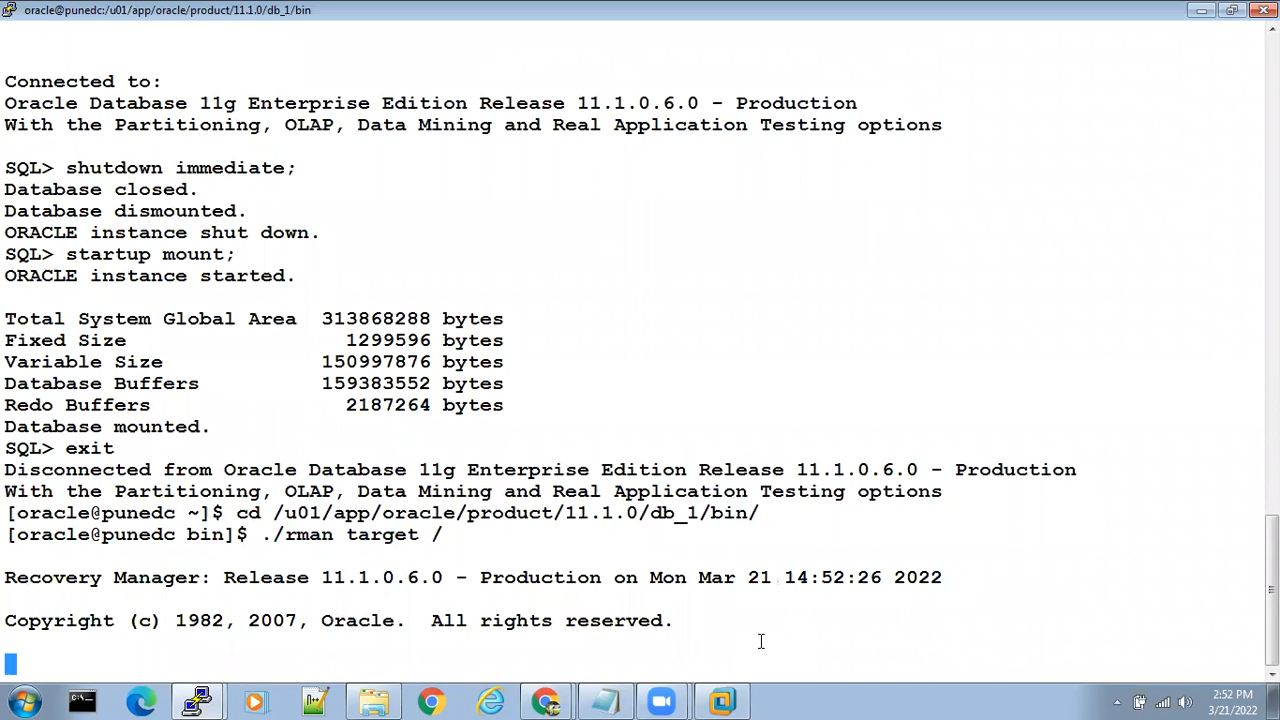 oracle@punedc:/u01/app/oracle/product/11.1.0/db_1/bin
Connected to:
Oracle Database 11g Enterprise Edition Release 11.1.0.6.0 - Production
With the Partitioning, OLAP, Data Mining and Real Application Testing options
SQL> shutdown immediate;
Database closed.
Database dismounted.
ORACLE instance shut down.
SQL> startup mount;
ORACLE instance started.
Total System Global Area  313868288 bytes
Fixed Size                  1299596 bytes
Variable Size             150997876 bytes
Database Buffers          159383552 bytes
Redo Buffers                2187264 bytes
Database mounted.
SQL> exit
Disconnected from Oracle Database 11g Enterprise Edition Release 11.1.0.6.0 - Production
With the Partitioning, OLAP, Data Mining and Real Application Testing options
[oracle@punedc ~]$ cd /u01/app/oracle/product/11.1.0/db_1/bin/
[oracle@punedc bin]$ ./rman target /
Recovery Manager: Release 11.1.0.6.0 - Production on Mon Mar 21 14:52:26 2022
Copyright (c) 1982, 2007, Oracle.  All rights reserved.
2:52 PM
3/21/2022